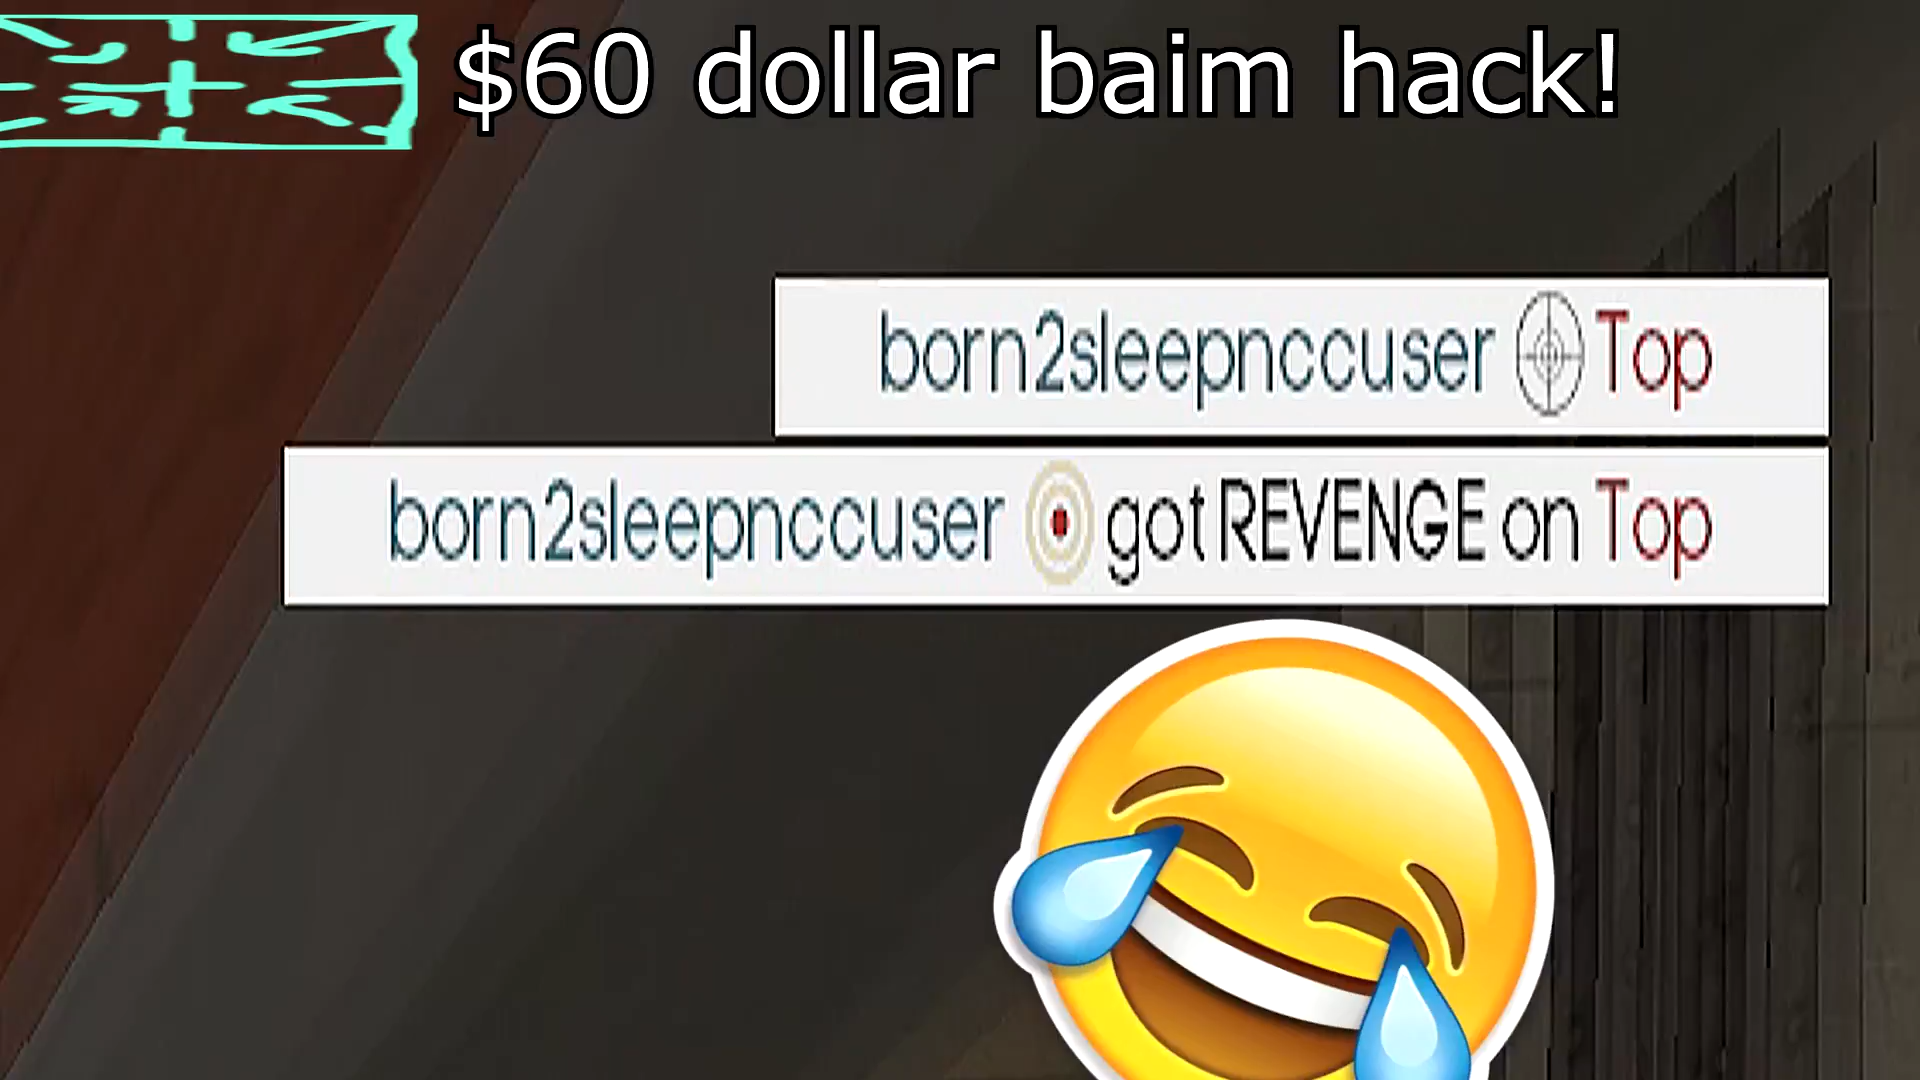 $60 dollar baim hack!
born2sleepnccuser Top
born2sleepnccuser got REVENGE on Top